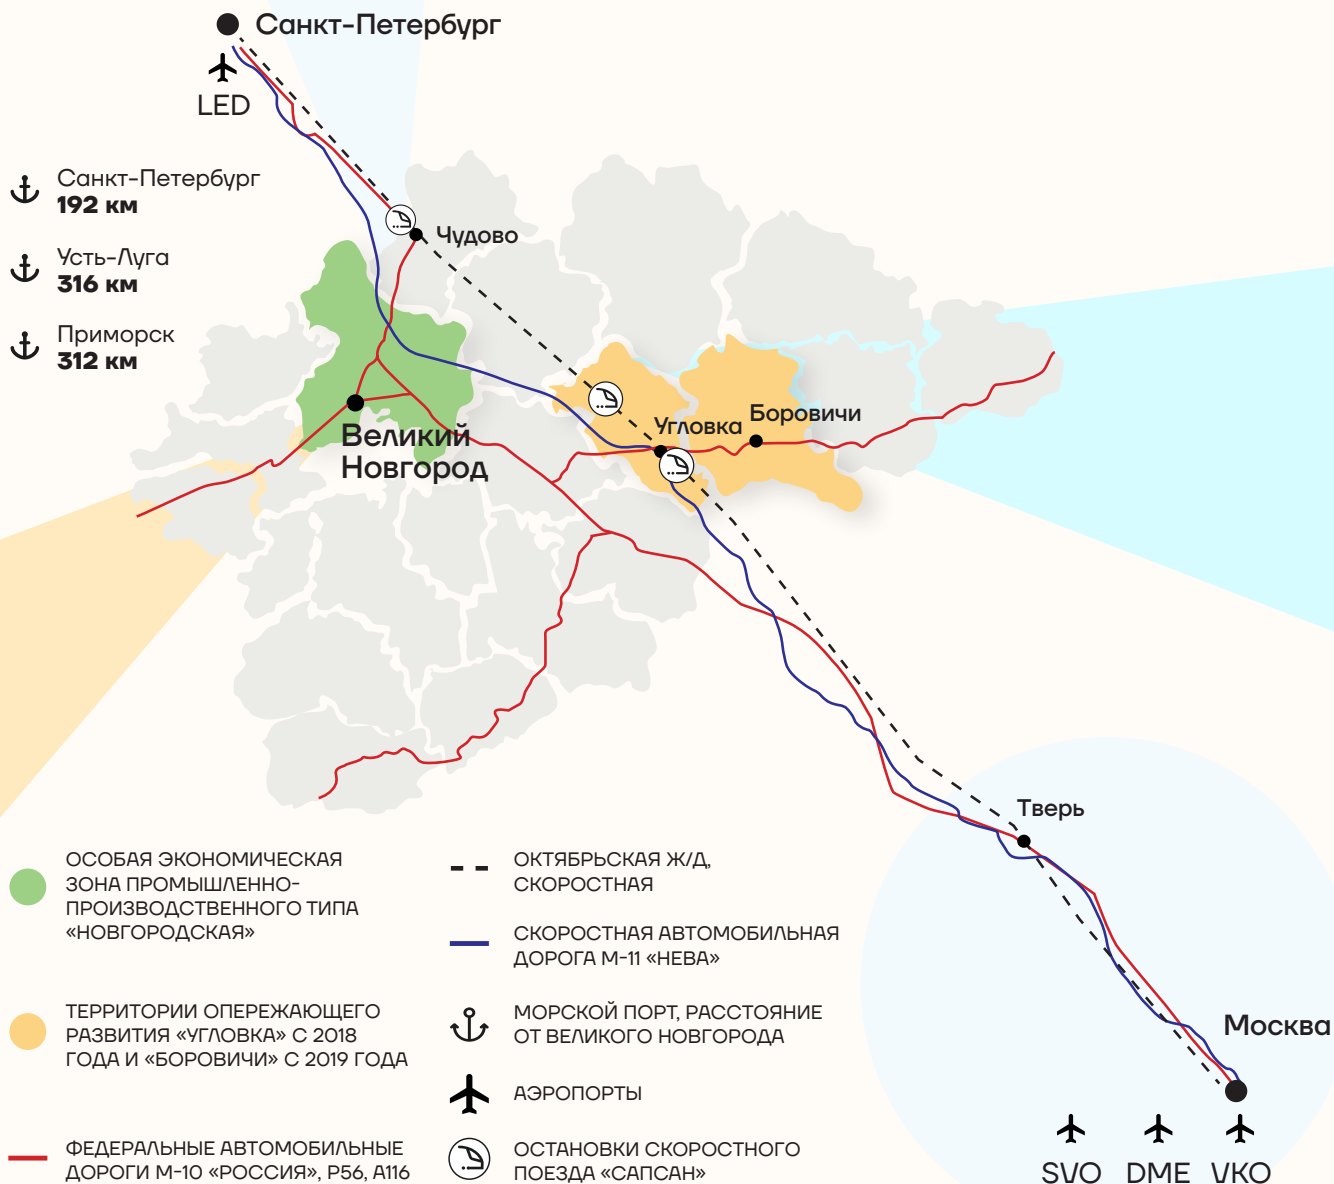 Санкт-Петербург
LED
Санкт-Петербург
192 км
Усть-Луга
316 км
Приморск
312 км
Чудово
Великий
Новгород
Угловка
Боровичи
Тверь
Москва
SVO DME VKO
ОСОБАЯ ЭКОНОМИЧЕСКАЯ
ЗОНА ПРОМЫШЛЕННО-
ПРОИЗВОДСТВЕННОГО ТИПА
«НОВГОРОДСКАЯ»
ТЕРРИТОРИИ ОПЕРЕЖАЮЩЕГО
РАЗВИТИЯ «УГЛОВКА» С 2018
ГОДА И «БОРОВИЧИ» С 2019 ГОДА
ФЕДЕРАЛЬНЫЕ АВТОМОБИЛЬНЫЕ
ДОРОГИ М-10 «РОССИЯ», Р56, А116
ОКТЯБРЬСКАЯ Ж/Д,
СКОРОСТНАЯ
СКОРОСТНАЯ АВТОМОБИЛЬНАЯ
ДОРОГА М-11 «НЕВА»
МОРСКОЙ ПОРТ, РАССТОЯНИЕ
ОТ ВЕЛИКОГО НОВГОРОДА
АЭРОПОРТЫ
ОСТАНОВКИ СКОРОСТНОГО
ПОЕЗДА «САПСАН»